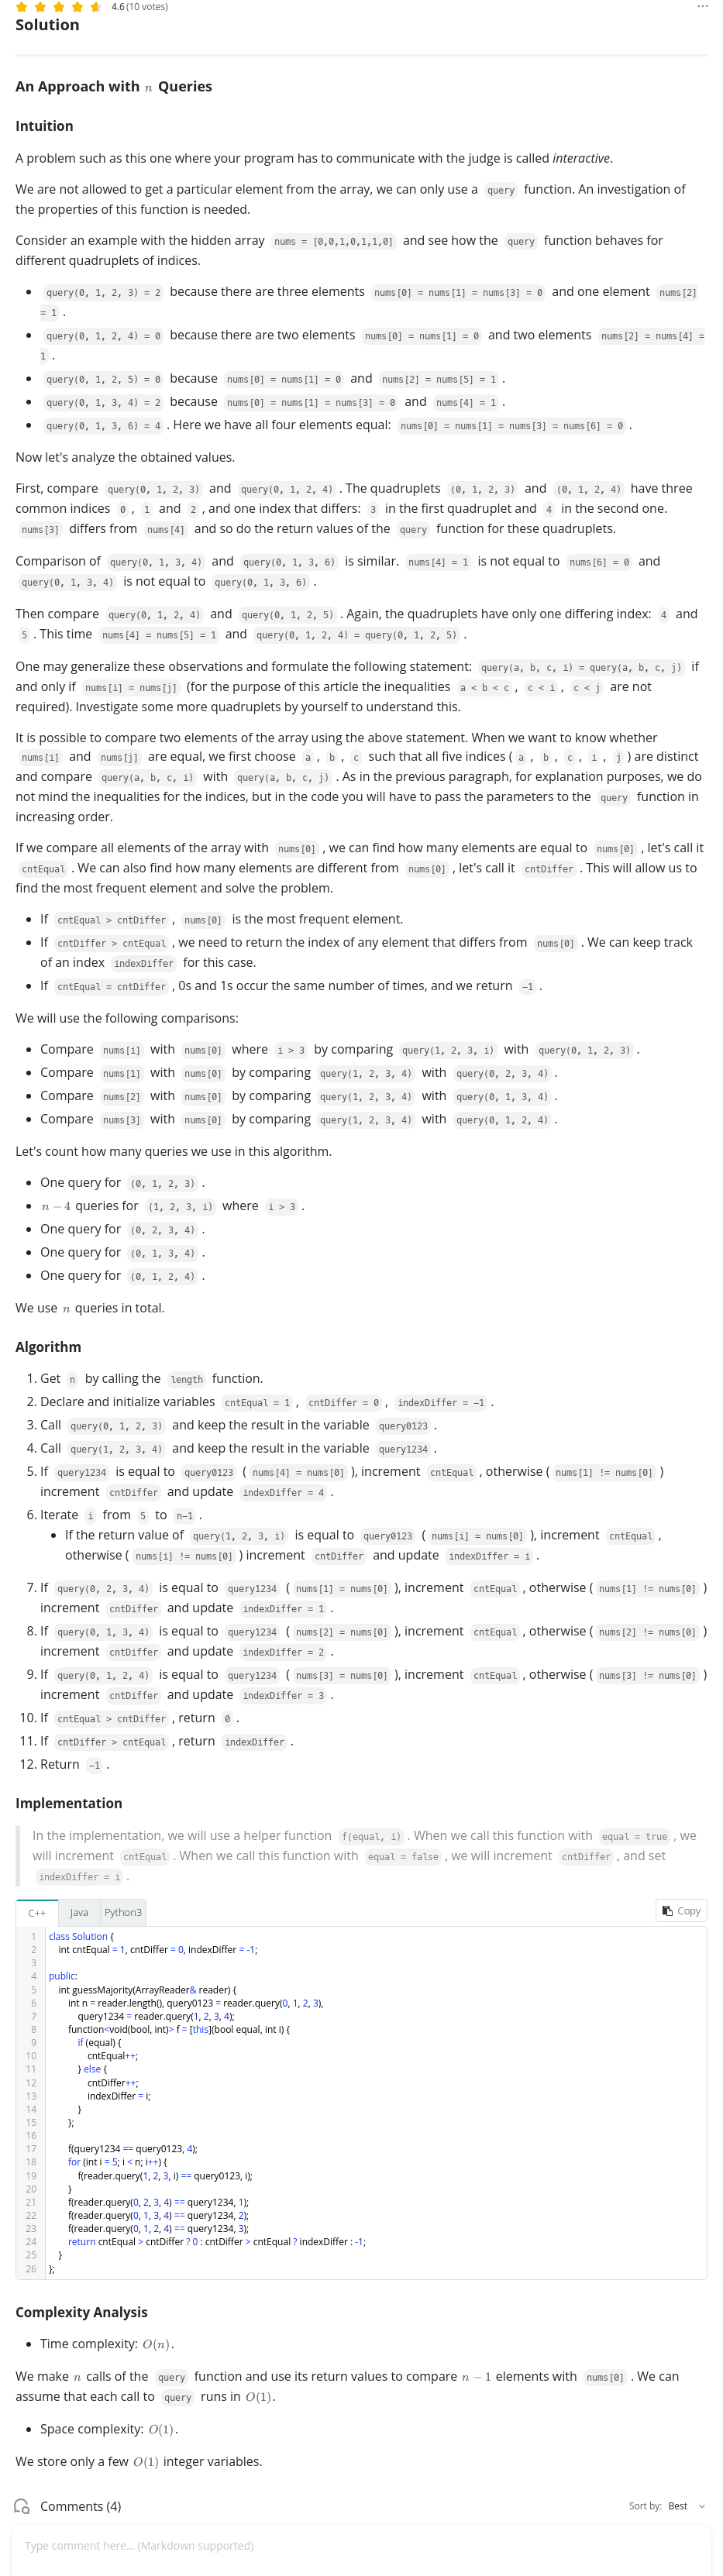 4.6 (10 votes)
Solution
An Approach with n Queries
Intuition
A problem such as this one where your program has to communicate with the judge is called interactive.
We are not allowed to get a particular element from the array, we can only use a query function. An investigation of
the properties of this function is needed.
Consider an example with the hidden array nums = [0,0,1,0,1,1,0] and see how the query function behaves for
different quadruplets of indices.
• query(0, 1, 2, 3) = 2 because there are three elements nums[0] = nums[1] = nums[3] = 0 and one element nums[2]
= 1 .
• query(0, 1, 2, 4) = 0 because there are two elements nums[0] = nums[1] = 0 and two elements nums[2] = nums[4] =
1 .
• query(0, 1, 2, 5) = 0 because nums[0] = nums[1] = 0 and nums[2] = nums[5] = 1 .
• query(0, 1, 3, 4) = 2 because nums[0] = nums[1] = nums[3] = 0 and nums[4] = 1 .
• query(0, 1, 3, 6) = 4 . Here we have all four elements equal: nums[0] = nums[1] = nums[3] = nums[6] = 0 .
Now let's analyze the obtained values.
First, compare query(0, 1, 2, 3) and query(0, 1, 2, 4) . The quadruplets (0, 1, 2, 3) and (0, 1, 2, 4) have three
common indices 0 , 1 and 2 , and one index that differs: 3 in the first quadruplet and 4 in the second one.
nums[3] differs from nums[4] and so do the return values of the query function for these quadruplets.
Comparison of query(0, 1, 3, 4) and query(0, 1, 3, 6) is similar. nums[4] = 1 is not equal to nums[6] = 0 and
query(0, 1, 3, 4) is not equal to query(0, 1, 3, 6) .
Then compare query(0, 1, 2, 4) and query(0, 1, 2, 5) . Again, the quadruplets have only one differing index: 4 and
5 . This time nums[4] = nums[5] = 1 and query(0, 1, 2, 4) = query(0, 1, 2, 5) .
One may generalize these observations and formulate the following statement: query(a, b, c, i) = query(a, b, c, j) if
and only if nums[i] = nums[j] (for the purpose of this article the inequalities a < b < c , c < i , c < j are not
required). Investigate some more quadruplets by yourself to understand this.
It is possible to compare two elements of the array using the above statement. When we want to know whether
nums[i] and nums[j] are equal, we first choose a , b , c such that all five indices ( a , b , c , i , j ) are distinct
and compare query(a, b, c, i) with query(a, b, c, j) . As in the previous paragraph, for explanation purposes, we do
not mind the inequalities for the indices, but in the code you will have to pass the parameters to the query function in
increasing order.
If we compare all elements of the array with nums[0] , we can find how many elements are equal to nums[0] , let's call it
cntEqual . We can also find how many elements are different from nums[0] , let's call it cntDiffer . This will allow us to
find the most frequent element and solve the problem.
• If cntEqual > cntDiffer , nums[0] is the most frequent element.
• If cntDiffer > cntEqual , we need to return the index of any element that differs from nums[0] . We can keep track
of an index indexDiffer for this case.
• If cntEqual = cntDiffer , 0s and 1s occur the same number of times, and we return −1 .
We will use the following comparisons:
• Compare nums[i] with nums[0] where i > 3 by comparing query(1, 2, 3, i) with query(0, 1, 2, 3) .
• Compare nums[1] with nums[0] by comparing query(1, 2, 3, 4) with query(0, 2, 3, 4) .
• Compare nums[2] with nums[0] by comparing query(1, 2, 3, 4) with query(0, 1, 3, 4) .
• Compare nums[3] with nums[0] by comparing query(1, 2, 3, 4) with query(0, 1, 2, 4) .
Let's count how many queries we use in this algorithm.
• One query for (0, 1, 2, 3) .
• n − 4 queries for (1, 2, 3, i) where i > 3 .
• One query for (0, 2, 3, 4) .
• One query for (0, 1, 3, 4) .
• One query for (0, 1, 2, 4) .
We use n queries in total.
Algorithm
1. Get n by calling the length function.
2. Declare and initialize variables cntEqual = 1 , cntDiffer = 0 , indexDiffer = −1 .
3. Call query(0, 1, 2, 3) and keep the result in the variable query0123 .
4. Call query(1, 2, 3, 4) and keep the result in the variable query1234 .
5. If query1234 is equal to query0123 ( nums[4] = nums[0] ), increment cntEqual , otherwise ( nums[1] != nums[0] )
increment cntDiffer and update indexDiffer = 4 .
6. Iterate i from 5 to n−1 .
• If the return value of query(1, 2, 3, i) is equal to query0123 ( nums[i] = nums[0] ), increment cntEqual ,
otherwise ( nums[i] != nums[0] ) increment cntDiffer and update indexDiffer = i .
7. If query(0, 2, 3, 4) is equal to query1234 ( nums[1] = nums[0] ), increment cntEqual , otherwise ( nums[1] != nums[0] )
increment cntDiffer and update indexDiffer = 1 .
8. If query(0, 1, 3, 4) is equal to query1234 ( nums[2] = nums[0] ), increment cntEqual , otherwise ( nums[2] != nums[0] )
increment cntDiffer and update indexDiffer = 2 .
9. If query(0, 1, 2, 4) is equal to query1234 ( nums[3] = nums[0] ), increment cntEqual , otherwise ( nums[3] != nums[0] )
increment cntDiffer and update indexDiffer = 3 .
10. If cntEqual > cntDiffer , return 0 .
11. If cntDiffer > cntEqual , return indexDiffer .
12. Return −1 .
Implementation
In the implementation, we will use a helper function f(equal, i) . When we call this function with equal = true , we
will increment cntEqual . When we call this function with equal = false , we will increment cntDiffer , and set
indexDiffer = i .
C++ Java Python3 Copy
1 class Solution {
2 int cntEqual = 1, cntDiffer = 0, indexDiffer = -1;
3
4 public:
5 int guessMajority(ArrayReader& reader) {
6 int n = reader.length(), query0123 = reader.query(0, 1, 2, 3),
7 query1234 = reader.query(1, 2, 3, 4);
8 function<void(bool, int)> f = [this](bool equal, int i) {
9 if (equal) {
10 cntEqual++;
11 } else {
12 cntDiffer++;
13 indexDiffer = i;
14 }
15 };
16
17 f(query1234 == query0123, 4);
18 for (int i = 5; i < n; i++) {
19 f(reader.query(1, 2, 3, i) == query0123, i);
20 }
21 f(reader.query(0, 2, 3, 4) == query1234, 1);
22 f(reader.query(0, 1, 3, 4) == query1234, 2);
23 f(reader.query(0, 1, 2, 4) == query1234, 3);
24 return cntEqual > cntDiffer ? 0 : cntDiffer > cntEqual ? indexDiffer : -1;
25 }
26 };
Complexity Analysis
• Time complexity: O(n).
We make n calls of the query function and use its return values to compare n − 1 elements with nums[0] . We can
assume that each call to query runs in O(1).
• Space complexity: O(1).
We store only a few O(1) integer variables.
Comments (4) Sort by: Best
Type comment here... (Markdown supported)